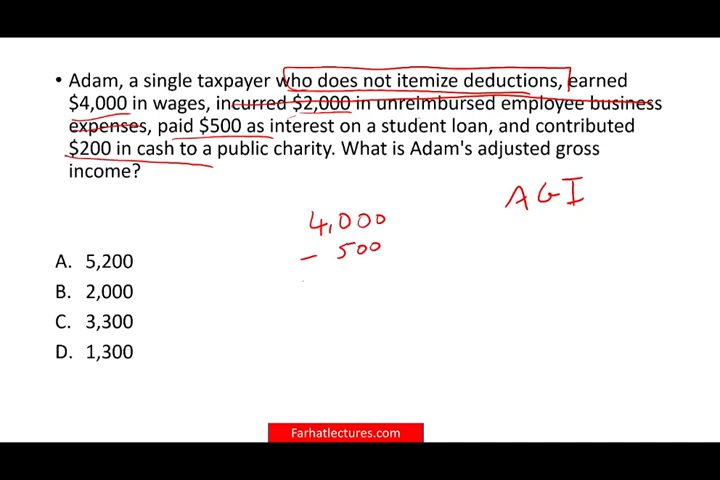 • Adam, a single taxpayer who does not itemize deductions, earned
$4,000 in wages, incurred $2,000 in unreimbursed employee business
expenses, paid $500 as interest on a student loan, and contributed
$200 in cash to a public charity. What is Adam's adjusted gross
income?
AGI
4,000
- 500
A. 5,200
B. 2,000
C. 3,300
D. 1,300
Farhatlectures.com